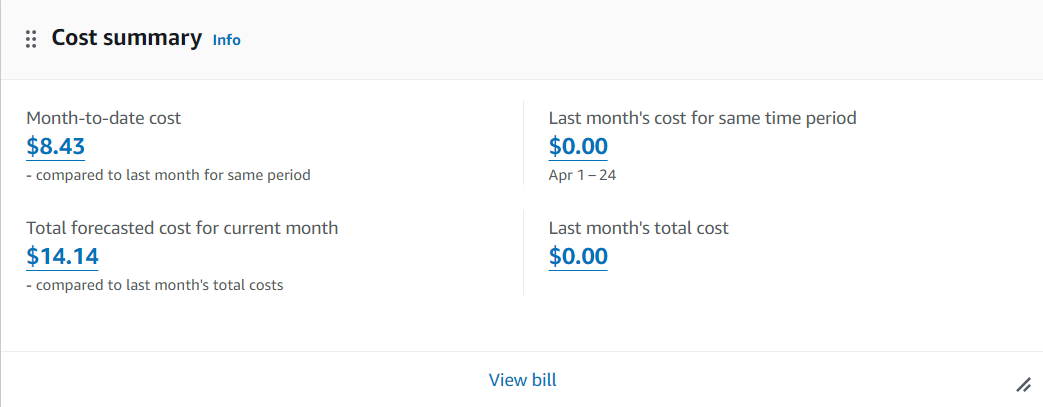 Cost summary Info
Month-to-date cost
$8.43
- compared to last month for same period
Last month's cost for same time period
$0.00
Apr 1 – 24
Total forecasted cost for current month
$14.14
- compared to last month's total costs
Last month's total cost
$0.00
View bill